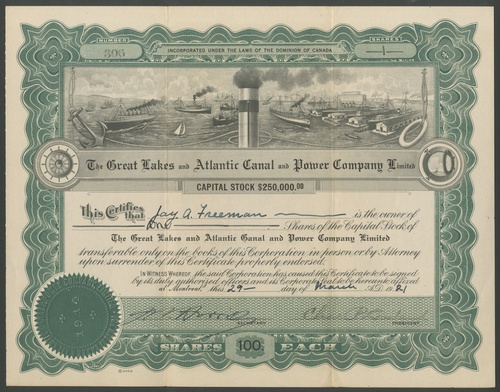 NUMBER
SHARES
INCORPORATED UNDER THE LAWS OF THE DOMINION OF CANADA
1
The Great Lakes and Atlantic Canal and Power Company Limited
CAPITAL STOCK $250,000.00
This Certifies that Jay A. Freeman is the owner of
One Shares of the Capital Stock of
The Great Lakes and Atlantic Canal and Power Company Limited
transferable only on the books of this Corporation in person or by Attorney
upon surrender of this Certificate properly endorsed.
IN WITNESS WHEREOF, the said Corporation has caused this Certificate to be signed
by its duly authorized officers and its Corporate Seal to be hereunto affixed
at Montreal, this 29 day of March A.D. 1921
SECRETARY
PRESIDENT
1910
SHARES 100 EACH